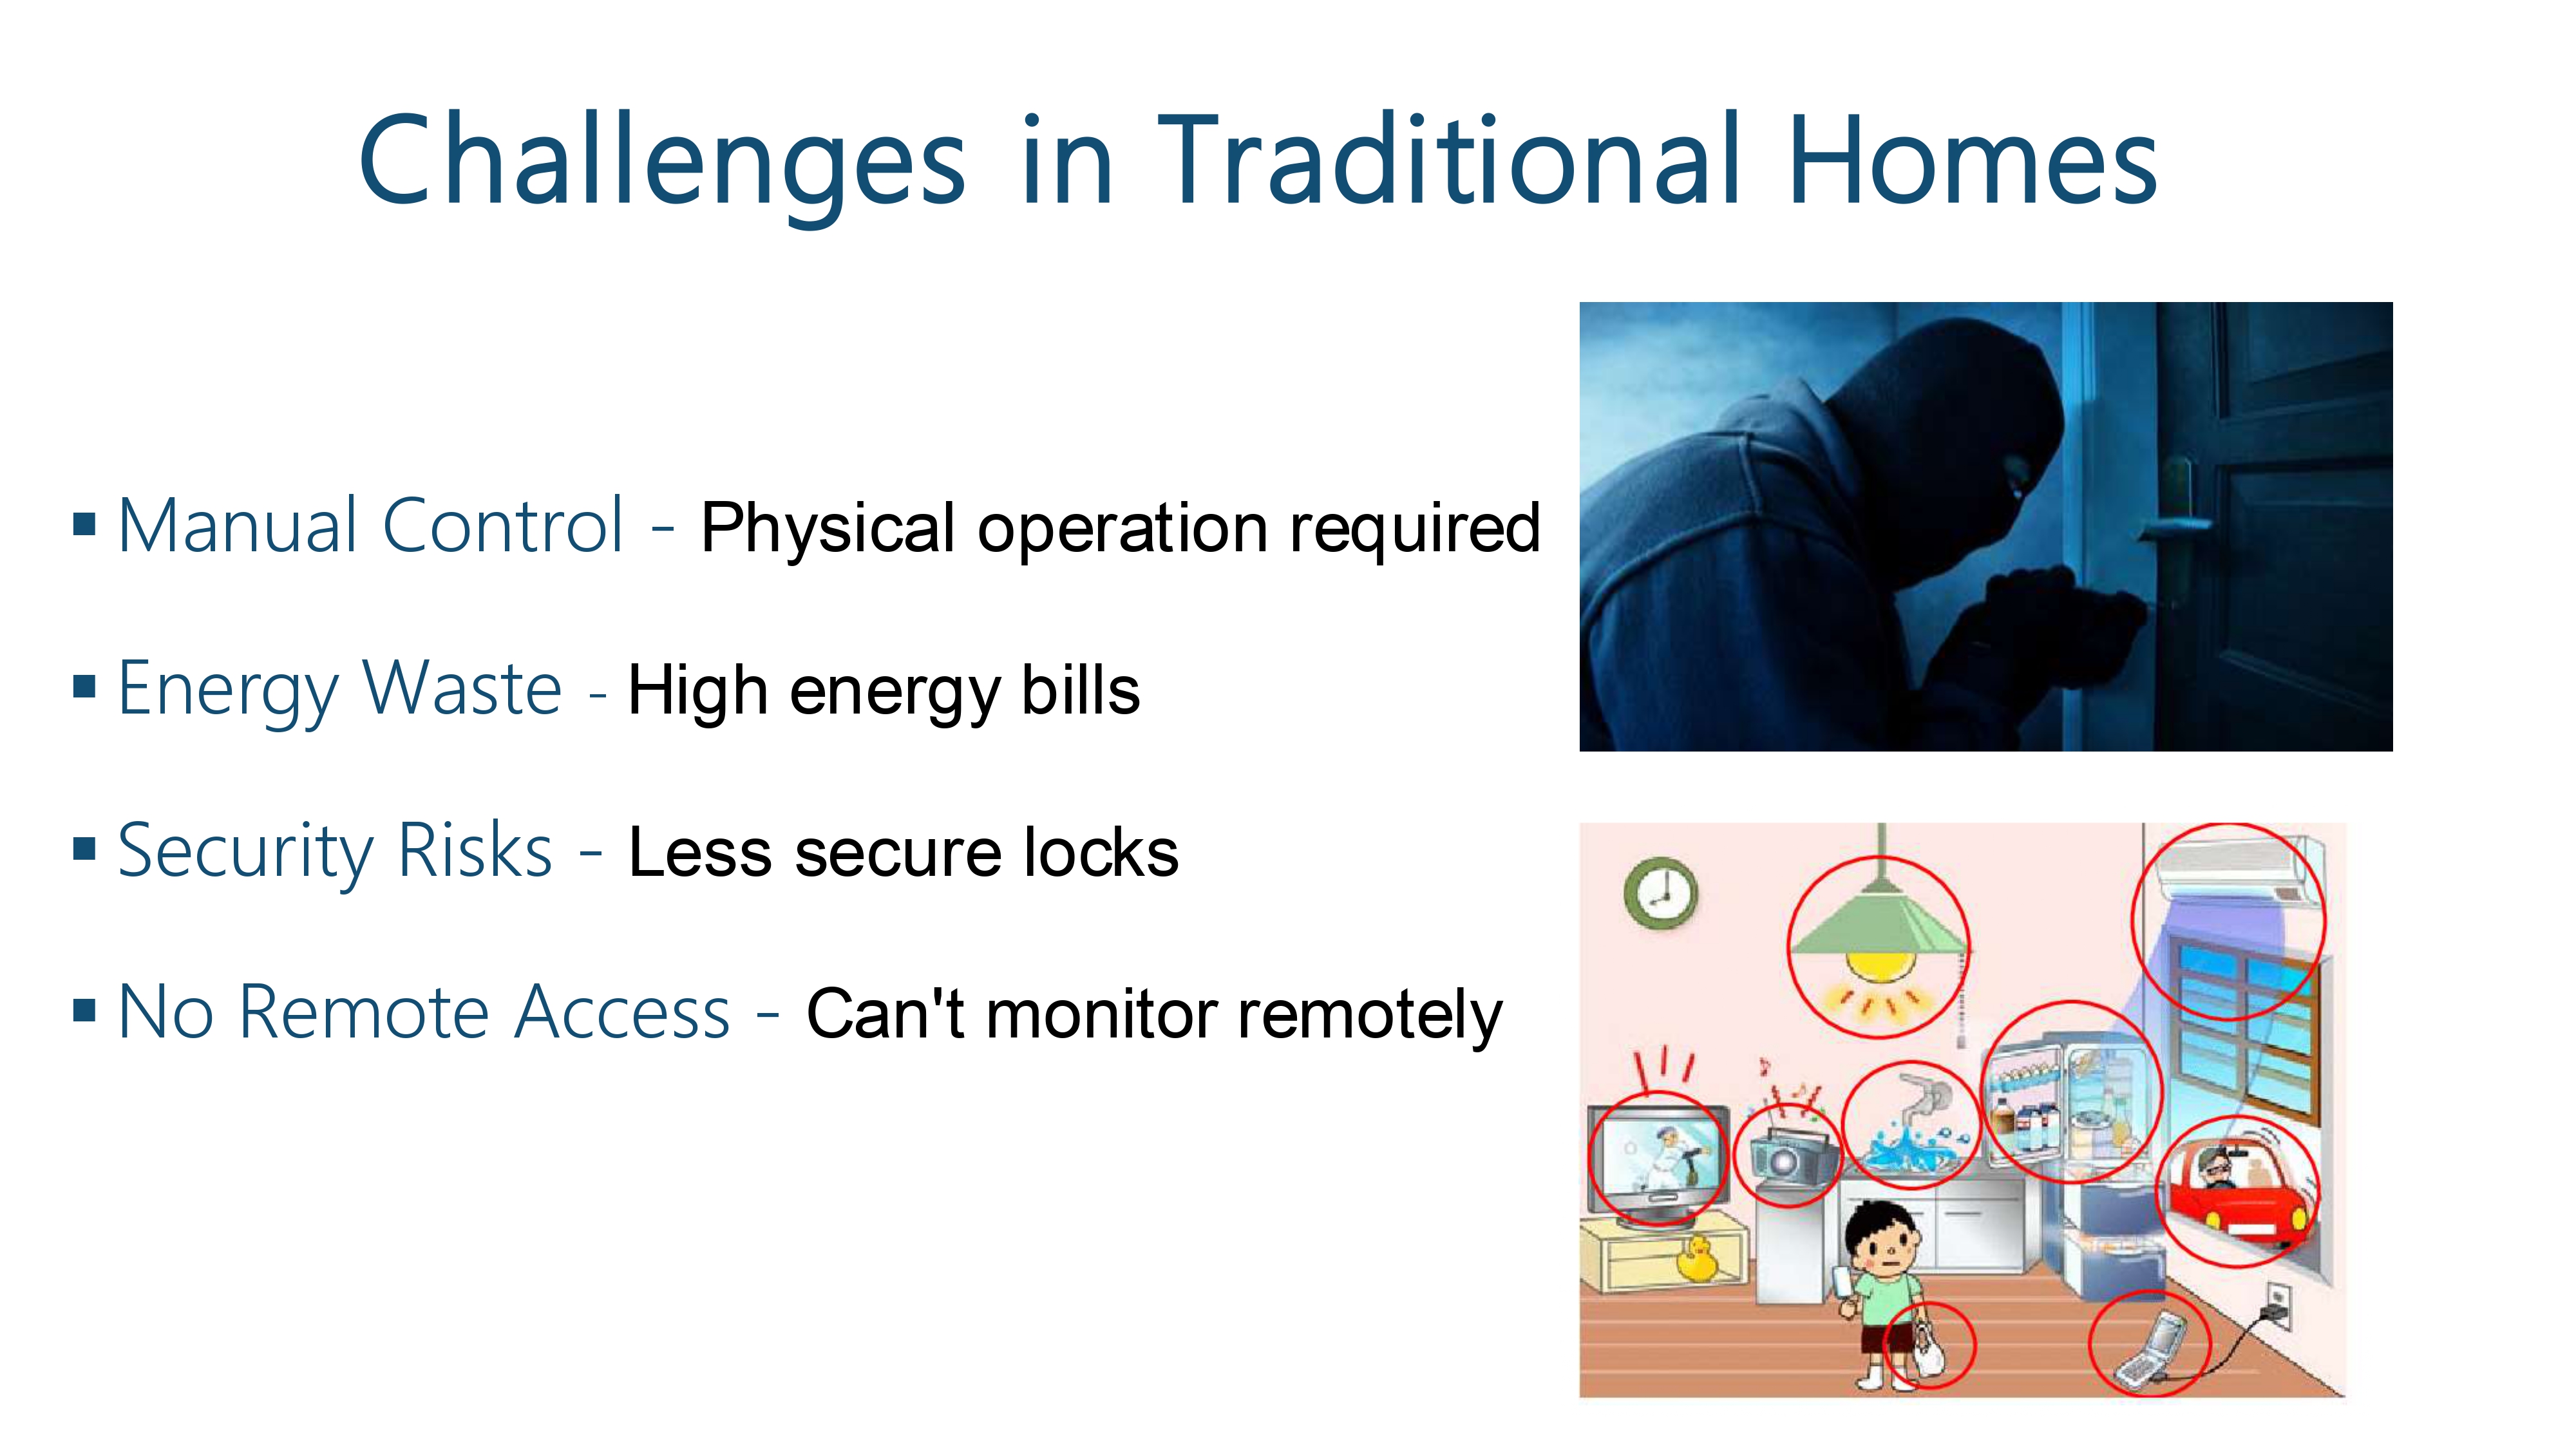 Challenges in Traditional Homes
▪ Manual Control - Physical operation required
▪ Energy Waste - High energy bills
▪ Security Risks - Less secure locks
▪ No Remote Access - Can't monitor remotely